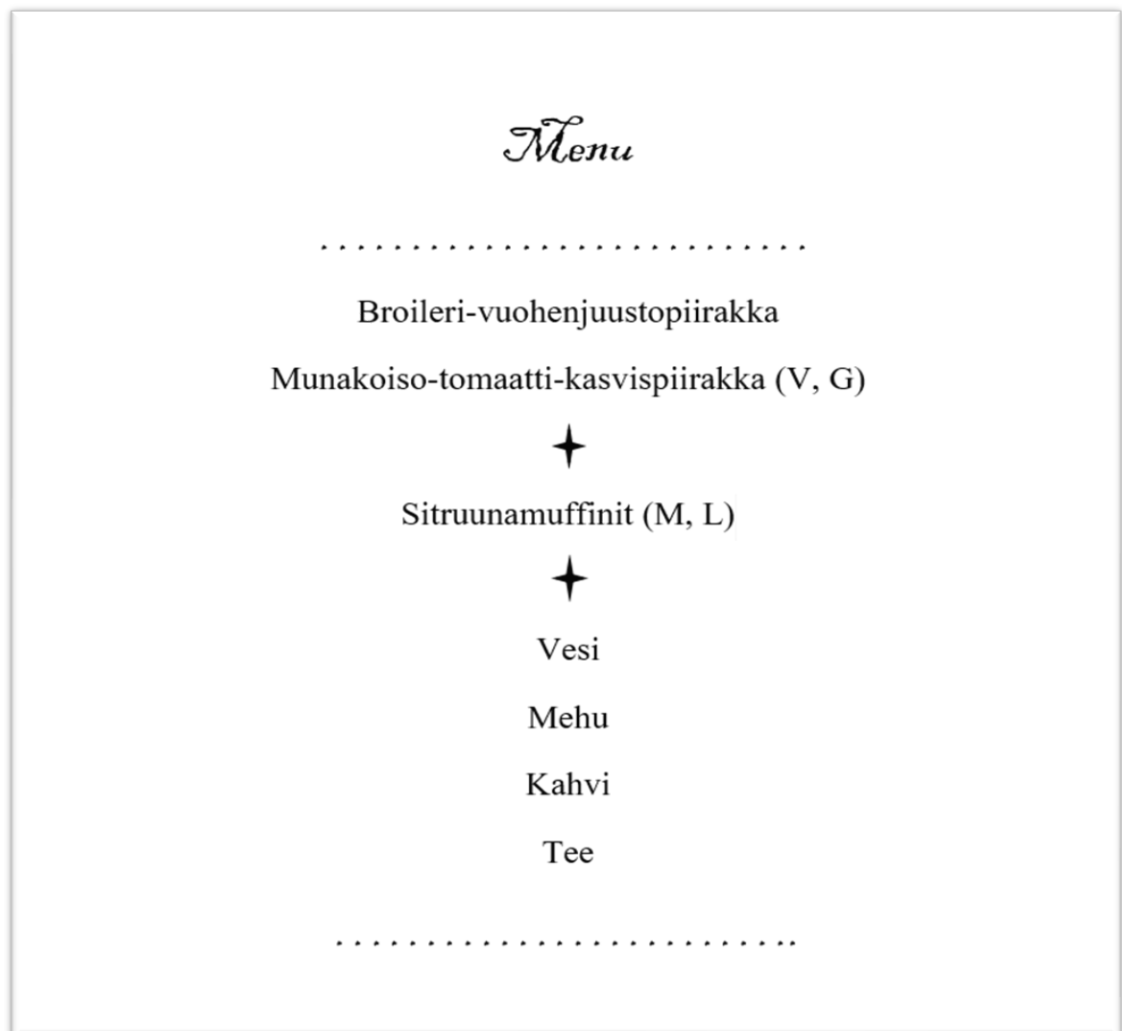 Menu
Broileri-vuohenjuustopiirakka
Munakoiso-tomaatti-kasvispiirakka (V, G)
Sitruunamuffinit (M, L)
Vesi
Mehu
Kahvi
Tee